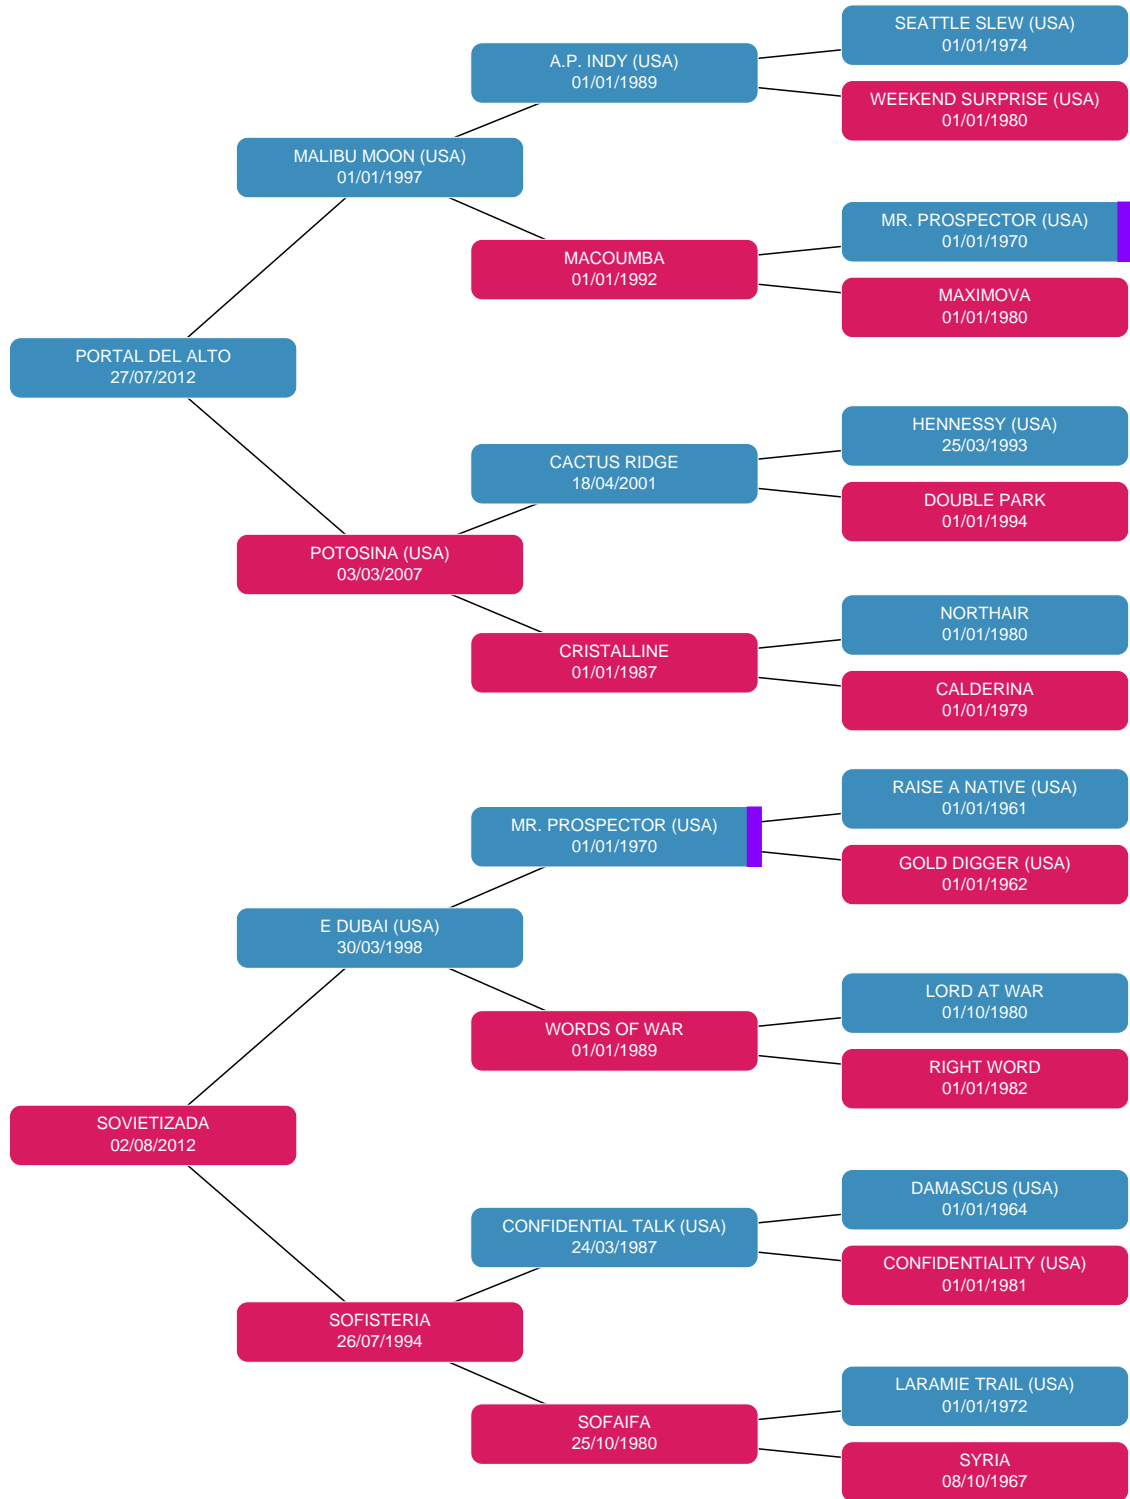 SEATTLE SLEW (USA)
01/01/1974
A.P. INDY (USA)
01/01/1989
WEEKEND SURPRISE (USA)
01/01/1980
MALIBU MOON (USA)
01/01/1997
MR. PROSPECTOR (USA)
01/01/1970
MACOUMBA
01/01/1992
MAXIMOVA
01/01/1980
PORTAL DEL ALTO
27/07/2012
HENNESSY (USA)
25/03/1993
CACTUS RIDGE
18/04/2001
DOUBLE PARK
01/01/1994
POTOSINA (USA)
03/03/2007
NORTHAIR
01/01/1980
CRISTALLINE
01/01/1987
CALDERINA
01/01/1979
RAISE A NATIVE (USA)
01/01/1961
MR. PROSPECTOR (USA)
01/01/1970
GOLD DIGGER (USA)
01/01/1962
E DUBAI (USA)
30/03/1998
LORD AT WAR
01/10/1980
WORDS OF WAR
01/01/1989
RIGHT WORD
01/01/1982
SOVIETIZADA
02/08/2012
DAMASCUS (USA)
01/01/1964
CONFIDENTIAL TALK (USA)
24/03/1987
CONFIDENTIALITY (USA)
01/01/1981
SOFISTERIA
26/07/1994
LARAMIE TRAIL (USA)
01/01/1972
SOFAIFA
25/10/1980
SYRIA
08/10/1967